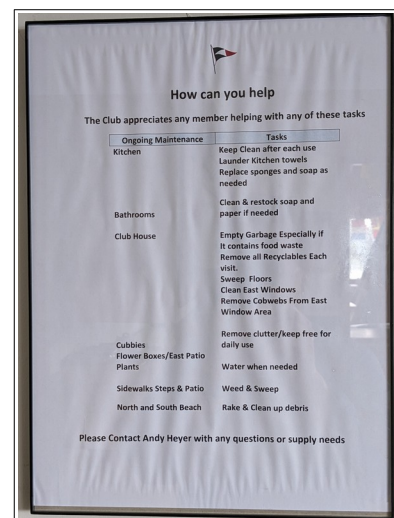 How can you help
The Club appreciates any member helping with any of these tasks
Ongoing Maintenance Tasks
Kitchen Keep Clean after each use
Launder Kitchen towels
Replace sponges and soap as
needed
Clean & restock soap and
Bathrooms paper if needed
Club House Empty Garbage Especially if
It contains food waste
Remove all Recyclables Each
visit.
Sweep Floors
Clean East Windows
Remove Cobwebs From East
Window Area
Remove clutter/keep free for
Cubbies daily use
Flower Boxes/East Patio
Plants Water when needed
Sidewalks Steps & Patio Weed & Sweep
North and South Beach Rake & Clean up debris
Please Contact Andy Heyer with any questions or supply needs